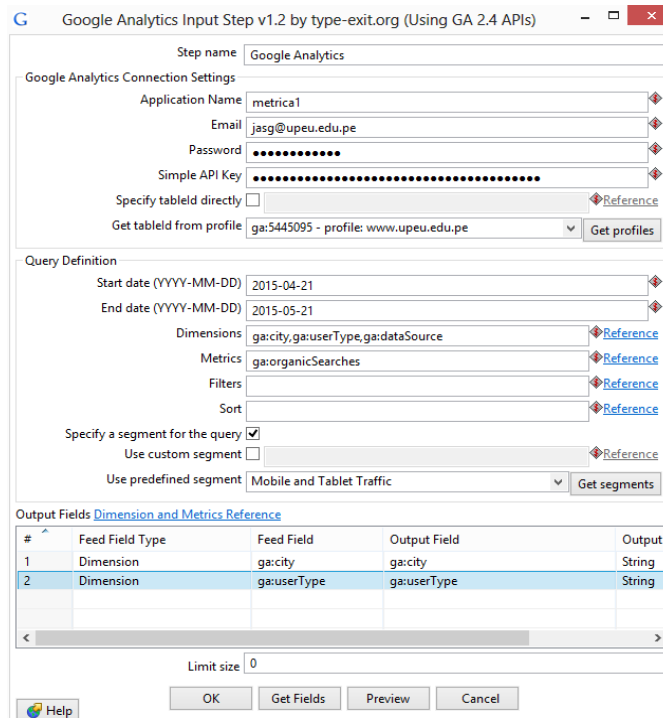 G Google Analytics Input Step v1.2 by type-exit.org (Using GA 2.4 APIs)
Step name Google Analytics
Google Analytics Connection Settings
Application Name metrica1
Email jasg@upeu.edu.pe
Password ●●●●●●●●●●●●
Simple API Key ●●●●●●●●●●●●●●●●●●●●●●●●●●●●●●●●●●●●●●●
Specify tableId directly Reference
Get tableId from profile ga:5445095 - profile: www.upeu.edu.pe Get profiles
Query Definition
Start date (YYYY-MM-DD) 2015-04-21
End date (YYYY-MM-DD) 2015-05-21
Dimensions ga:city,ga:userType,ga:dataSource Reference
Metrics ga:organicSearches Reference
Filters Reference
Sort Reference
Specify a segment for the query
Use custom segment Reference
Use predefined segment Mobile and Tablet Traffic Get segments
Output Fields Dimension and Metrics Reference
# Feed Field Type Feed Field Output Field Output
1 Dimension ga:city ga:city String
2 Dimension ga:userType ga:userType String
Limit size 0
OK Get Fields Preview Cancel
Help